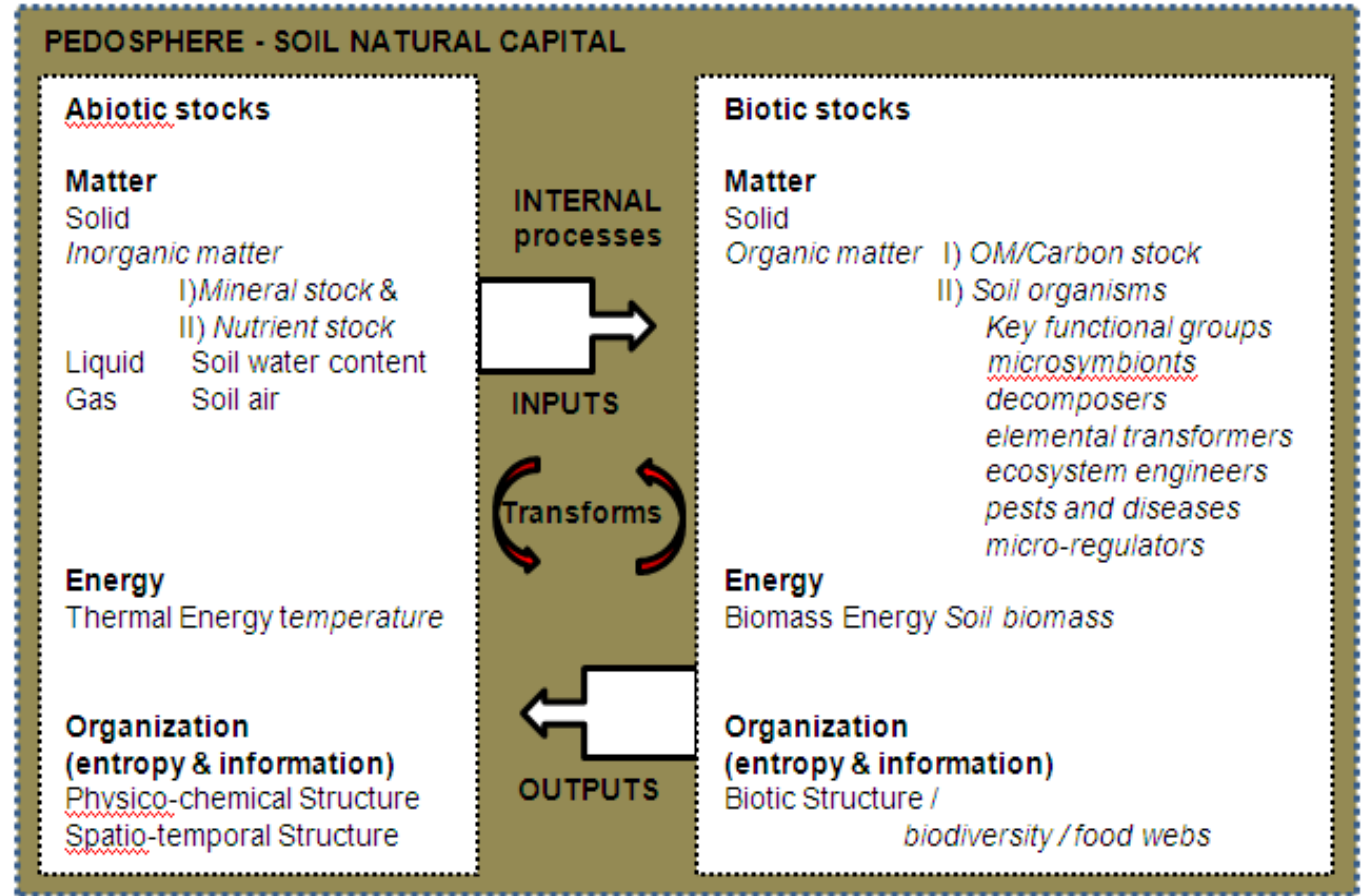 PEDOSPHERE - SOIL NATURAL CAPITAL
Abiotic stocks
Matter
Solid
Inorganic matter
I)Mineral stock &
II) Nutrient stock
Liquid Soil water content
Gas Soil air
Energy
Thermal Energy temperature
Organization
(entropy & information)
Physico-chemical Structure
Spatio-temporal Structure
INTERNAL
processes
INPUTS
Transforms
OUTPUTS
Biotic stocks
Matter
Solid
Organic matter I) OM/Carbon stock
II) Soil organisms
Key functional groups
microsymbionts
decomposers
elemental transformers
ecosystem engineers
pests and diseases
micro-regulators
Energy
Biomass Energy Soil biomass
Organization
(entropy & information)
Biotic Structure /
biodiversity / food webs